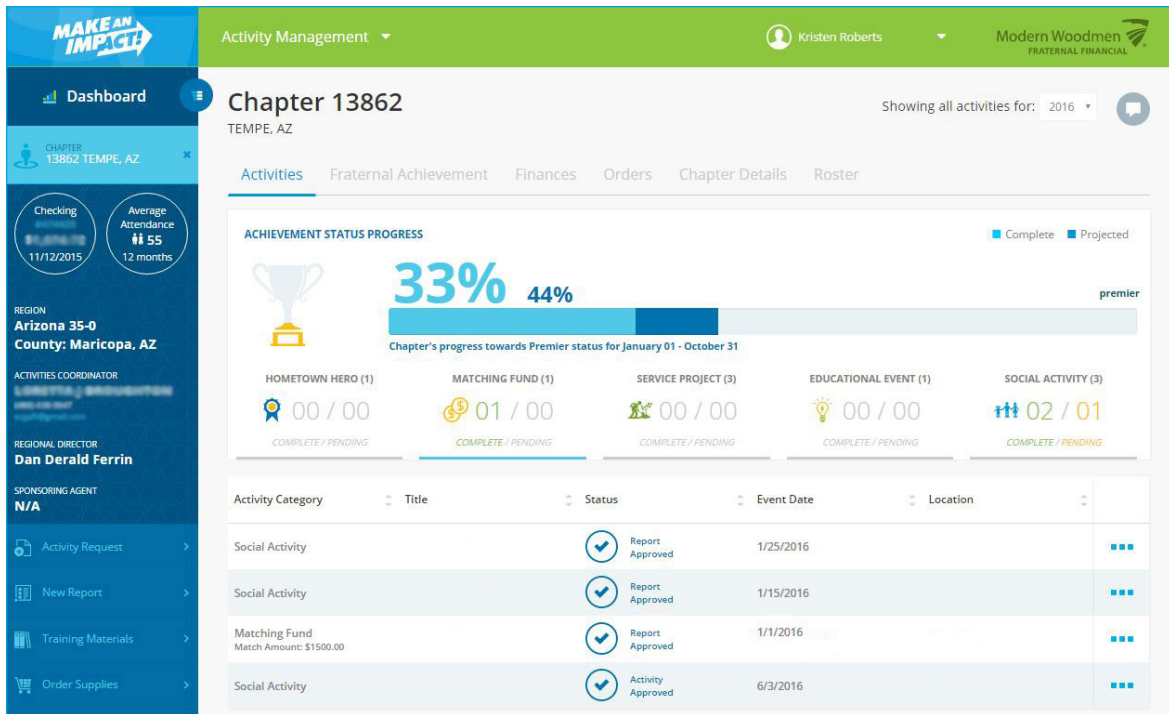 MAKE AN
IMPACT!
Activity Management
Kristen Roberts
Modern Woodmen
FRATERNAL FINANCIAL
Dashboard
CHAPTER
13862 TEMPE, AZ
Checking
11/12/2015
Average
Attendance
55
12 months
REGION
Arizona 35-0
County: Maricopa, AZ
ACTIVITIES COORDINATOR
REGIONAL DIRECTOR
Dan Derald Ferrin
SPONSORING AGENT
N/A
Activity Request
New Report
Training Materials
Order Supplies
Chapter 13862
TEMPE, AZ
Showing all activities for: 2016
Activities Fraternal Achievement Finances Orders Chapter Details Roster
ACHIEVEMENT STATUS PROGRESS
Complete Projected
33% 44%
premier
Chapter's progress towards Premier status for January 01 - October 31
HOMETOWN HERO (1) MATCHING FUND (1) SERVICE PROJECT (3) EDUCATIONAL EVENT (1) SOCIAL ACTIVITY (3)
00 / 00 01 / 00 00 / 00 00 / 00 02 / 01
COMPLETE / PENDING COMPLETE / PENDING COMPLETE / PENDING COMPLETE / PENDING COMPLETE / PENDING
Activity Category Title Status Event Date Location
Social Activity Report Approved 1/25/2016
Social Activity Report Approved 1/15/2016
Matching Fund Report Approved 1/1/2016
Match Amount: $1500.00
Social Activity Activity Approved 6/3/2016